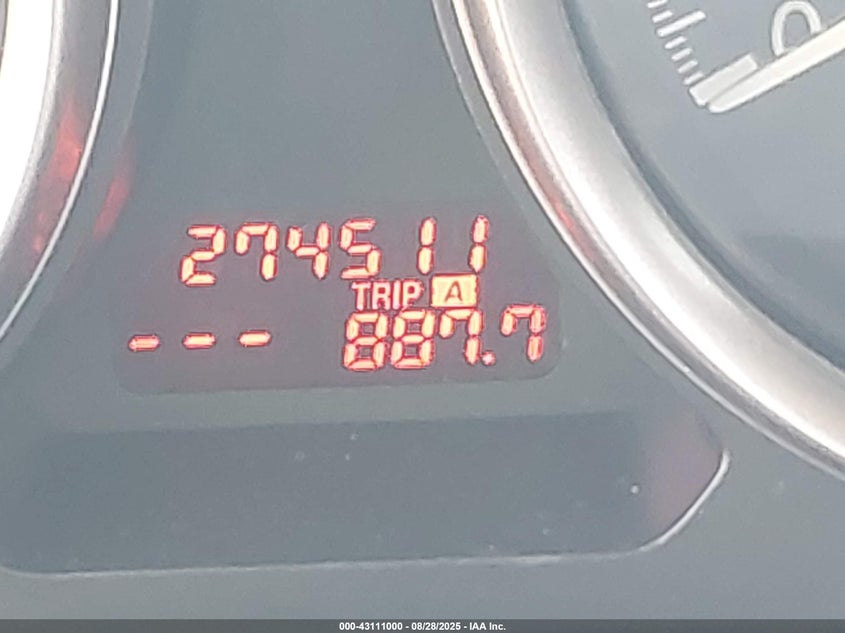 274511
TRIP A
--- 887.7
000-43111000 - 08/28/2025 - IAA Inc.